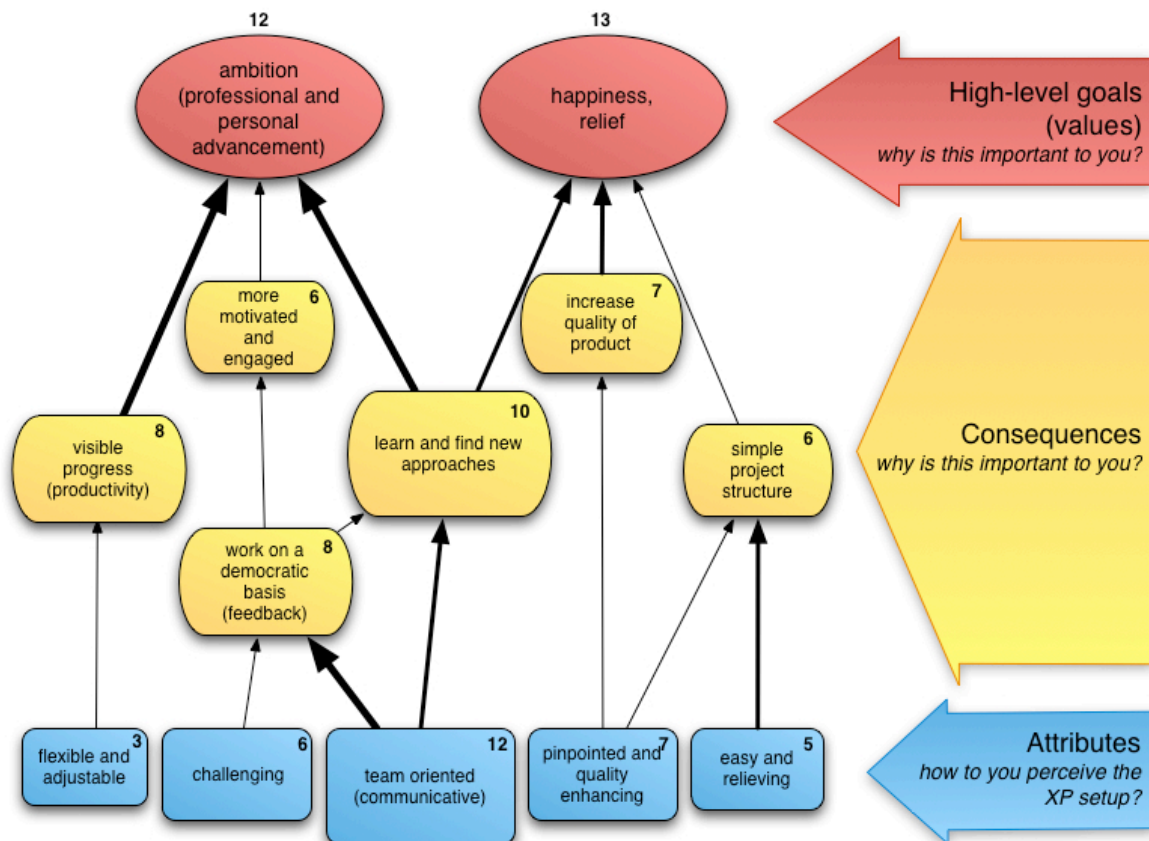 12
ambition
(professional and
personal
advancement)
13
happiness,
relief
High-level goals
(values)
why is this important to you?
more
motivated
and
engaged
6
increase
quality of
product
7
visible
progress
(productivity)
8
learn and find new
approaches
10
simple
project
structure
6
work on a
democratic
basis
(feedback)
8
Consequences
why is this important to you?
flexible and
adjustable
3
challenging
6
team oriented
(communicative)
12
pinpointed and
quality
enhancing
7
easy and
relieving
5
Attributes
how to you perceive the
XP setup?